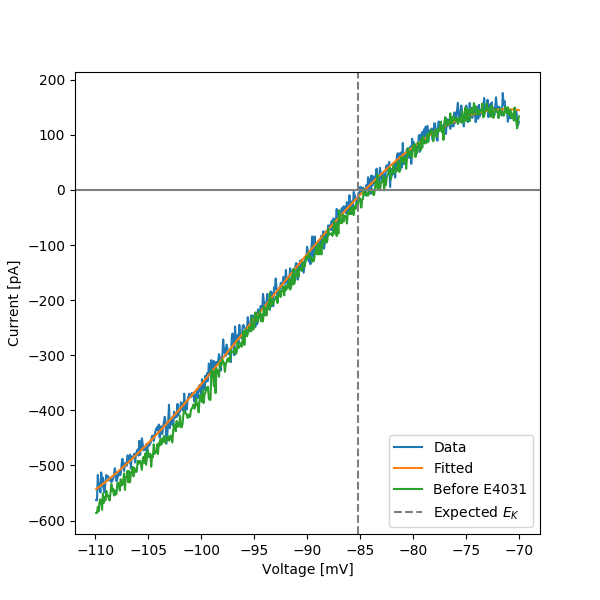 200
100
0
−100
−200
−300
−400
−500
−600
Current [pA]
Data
Fitted
Before E4031
Expected E_K
−110 −105 −100 −95 −90 −85 −80 −75 −70
Voltage [mV]